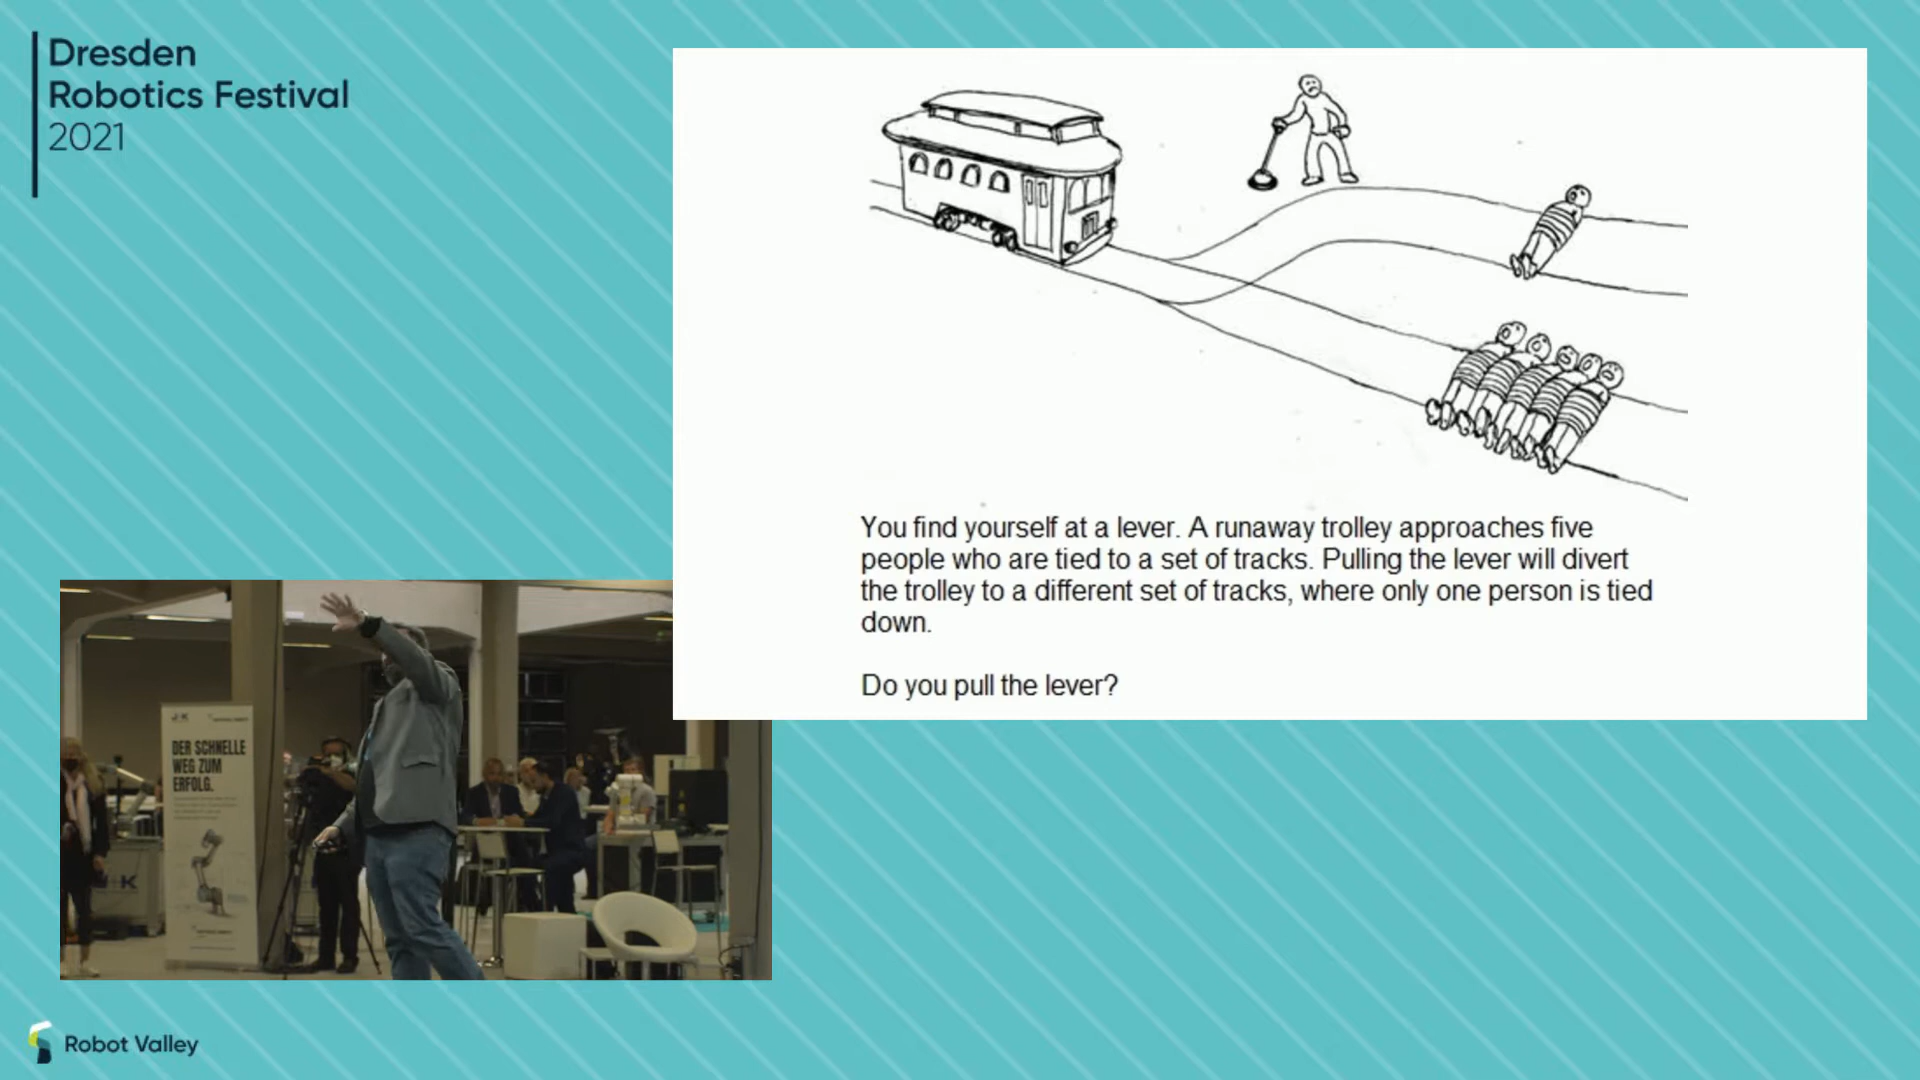 Dresden
Robotics Festival
2021
You find yourself at a lever. A runaway trolley approaches five
people who are tied to a set of tracks. Pulling the lever will divert
the trolley to a different set of tracks, where only one person is tied
down.
Do you pull the lever?
DER SCHNELLE
WEG ZUM
ERFOLG.
Robot Valley